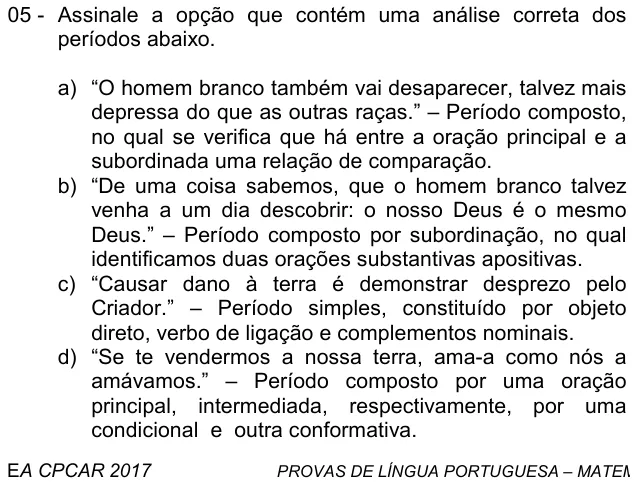 05 - Assinale a opção que contém uma análise correta dos
períodos abaixo.
a) “O homem branco também vai desaparecer, talvez mais
depressa do que as outras raças.” – Período composto,
no qual se verifica que há entre a oração principal e a
subordinada uma relação de comparação.
b) “De uma coisa sabemos, que o homem branco talvez
venha a um dia descobrir: o nosso Deus é o mesmo
Deus.” – Período composto por subordinação, no qual
identificamos duas orações substantivas apositivas.
c) “Causar dano à terra é demonstrar desprezo pelo
Criador.” – Período simples, constituído por objeto
direto, verbo de ligação e complementos nominais.
d) “Se te vendermos a nossa terra, ama-a como nós a
amávamos.” – Período composto por uma oração
principal, intermediada, respectivamente, por uma
condicional e outra conformativa.
EA CPCAR 2017 PROVAS DE LÍNGUA PORTUGUESA – MATEM